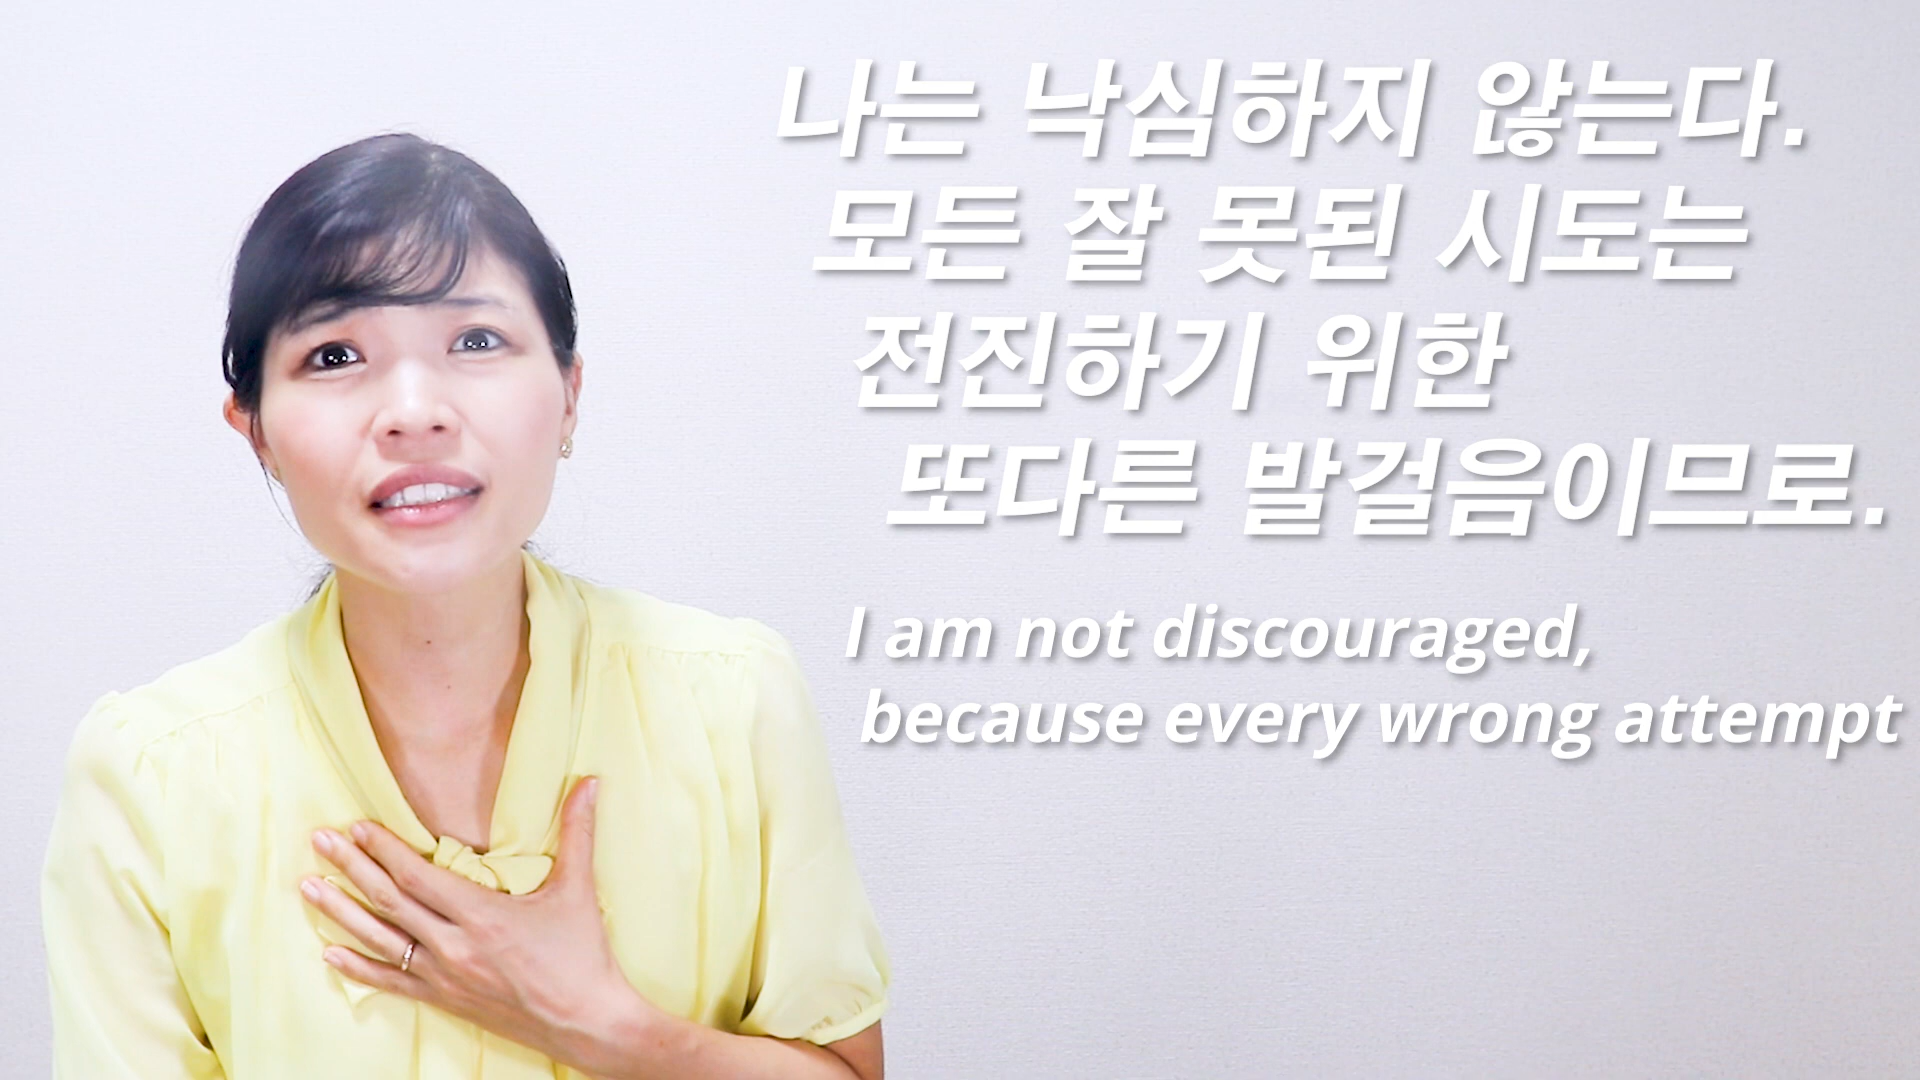 나는 낙심하지 않는다.
모든 잘 못된 시도는
전진하기 위한
또다른 발걸음이므로.
I am not discouraged,
because every wrong attempt